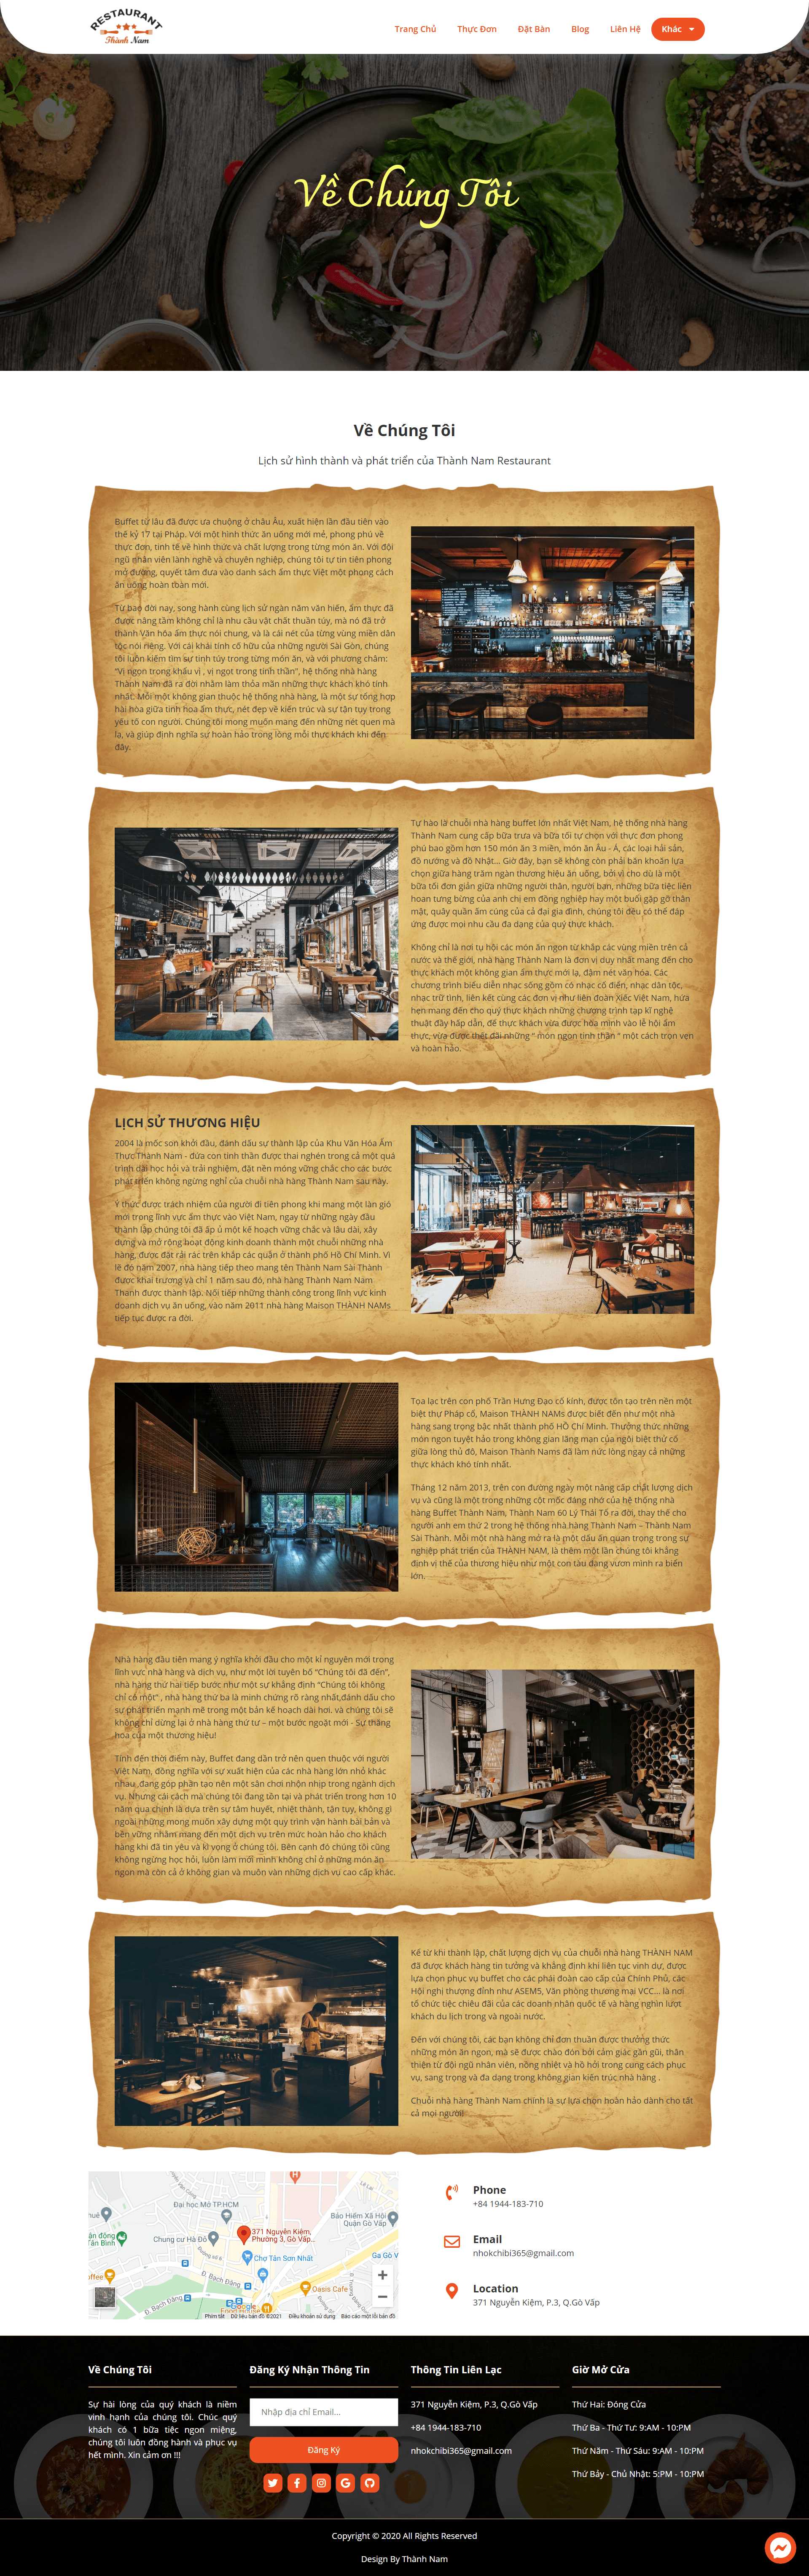 RESTAURANT
Thành Nam
Trang Chủ
Thực Đơn
Đặt Bàn
Blog
Liên Hệ
Khác
Về Chúng Tôi
Về Chúng Tôi
Lịch sử hình thành và phát triển của Thành Nam Restaurant
Buffet từ lâu đã được ưa chuộng ở châu Âu, xuất hiện lần đầu tiên vào
thế kỷ 17 tại Pháp. Với một hình thức ăn uống mới mẻ, phong phú về
thực đơn, tinh tế về hình thức và chất lượng trong từng món ăn. Với đội
ngũ nhân viên lành nghề và chuyên nghiệp, chúng tôi tự tin tiên phong
mở đường, quyết tâm đưa vào danh sách ẩm thực Việt một phong cách
ăn uống hoàn toàn mới.
Từ bao đời nay, song hành cùng lịch sử ngàn năm văn hiến, ẩm thực đã
được nâng tầm không chỉ là nhu cầu vật chất thuần túy, mà nó đã trở
thành Văn hóa ẩm thực nói chung, và là cái nét của từng vùng miền dân
tộc nói riêng. Với cái khái tính cố hữu của những người Sài Gòn, chúng
tôi luôn kiếm tìm sự tinh túy trong từng món ăn, và với phương châm:
"Vị ngon trong khẩu vị , vị ngọt trong tinh thần", hệ thống nhà hàng
Thành Nam đã ra đời nhằm làm thỏa mãn những thực khách khó tính
nhất. Mỗi một không gian thuộc hệ thống nhà hàng, là một sự tổng hợp
hài hòa giữa tinh hoa ẩm thực, nét đẹp về kiến trúc và sự tận tụy trong
yếu tố con người. Chúng tôi mong muốn mang đến những nét quen mà
lạ, và giúp định nghĩa sự hoàn hảo trong lòng mỗi thực khách khi đến
đây.
Tự hào là chuỗi nhà hàng buffet lớn nhất Việt Nam, hệ thống nhà hàng
Thành Nam cung cấp bữa trưa và bữa tối tự chọn với thực đơn phong
phú bao gồm hơn 150 món ăn 3 miền, món ăn Âu - Á, các loại hải sản,
đồ nướng và đồ Nhật... Giờ đây, bạn sẽ không còn phải băn khoăn lựa
chọn giữa hàng trăm ngàn thương hiệu ăn uống, bởi vì cho dù là một
bữa tối đơn giản giữa những người thân, người bạn, những bữa tiệc liên
hoan tưng bừng của anh chị em đồng nghiệp hay một buổi gặp gỡ thân
mật, quây quần ấm cúng của cả đại gia đình, chúng tôi đều có thể đáp
ứng được mọi nhu cầu đa dạng của quý thực khách.
Không chỉ là nơi tụ hội các món ăn ngon từ khắp các vùng miền trên cả
nước và thế giới, nhà hàng Thành Nam là đơn vị duy nhất mang đến cho
thực khách một không gian ẩm thực mới lạ, đậm nét văn hóa. Các
chương trình biểu diễn nhạc sống gồm có nhạc cổ điển, nhạc dân tộc,
nhạc trữ tình, liên kết cùng các đơn vị như liên đoàn Xiếc Việt Nam, hứa
hẹn mang đến cho quý thực khách những chương trình tạp kĩ nghệ
thuật đầy hấp dẫn, để thực khách vừa được hòa mình vào lễ hội ẩm
thực, vừa được thết đãi những " món ngon tinh thần " một cách trọn vẹn
và hoàn hảo.
LỊCH SỬ THƯƠNG HIỆU
2004 là mốc son khởi đầu, đánh dấu sự thành lập của Khu Văn Hóa Ẩm
Thực Thành Nam - đứa con tinh thần được thai nghén trong cả một quá
trình dài học hỏi và trải nghiệm, đặt nền móng vững chắc cho các bước
phát triển không ngừng nghỉ của chuỗi nhà hàng Thành Nam sau này.
Ý thức được trách nhiệm của người đi tiên phong khi mang một làn gió
mới trong lĩnh vực ẩm thực vào Việt Nam, ngay từ những ngày đầu
thành lập chúng tôi đã ấp ủ một kế hoạch vững chắc và lâu dài, xây
dựng và mở rộng hoạt động kinh doanh thành một chuỗi những nhà
hàng, được đặt rải rác trên khắp các quận ở thành phố Hồ Chí Minh. Vì
lẽ đó năm 2007, nhà hàng tiếp theo mang tên Thành Nam Sài Thành
được khai trương và chỉ 1 năm sau đó, nhà hàng Thành Nam Nam
Thanh được thành lập. Nối tiếp những thành công trong lĩnh vực kinh
doanh dịch vụ ăn uống, vào năm 2011 nhà hàng Maison THÀNH NAMs
tiếp tục được ra đời.
Tọa lạc trên con phố Trần Hưng Đạo cổ kính, được tồn tạo trên nền một
biệt thự Pháp cổ, Maison THÀNH NAMs được biết đến như một nhà
hàng sang trọng bậc nhất thành phố HỒ Chí Minh. Thưởng thức những
món ngon tuyệt hảo trong không gian lãng mạn của ngôi biệt thự cổ
giữa lòng thủ đô, Maison Thành Nams đã làm nức lòng ngay cả những
thực khách khó tính nhất.
Tháng 12 năm 2013, trên con đường ngày một nâng cấp chất lượng dịch
vụ và cũng là một trong những cột mốc đáng nhớ của hệ thống nhà
hàng Buffet Thành Nam, Thành Nam 60 Lý Thái Tổ ra đời, thay thế cho
người anh em thứ 2 trong hệ thống nhà hàng Thành Nam – Thành Nam
Sài Thành. Mỗi một nhà hàng mở ra là một dấu ấn quan trọng trong sự
nghiệp phát triển của THÀNH NAM, là thêm một lần chúng tôi khẳng
định vị thế của thương hiệu như một con tàu đang vươn mình ra biển
lớn.
Nhà hàng đầu tiên mang ý nghĩa khởi đầu cho một kỉ nguyên mới trong
lĩnh vực nhà hàng và dịch vụ, như một lời tuyên bố "Chúng tôi đã đến",
nhà hàng thứ hai tiếp bước như một sự khẳng định "Chúng tôi không
chỉ có một" , nhà hàng thứ ba là minh chứng rõ ràng nhất,đánh dấu cho
sự phát triển mạnh mẽ trong một bản kế hoạch dài hơi. và chúng tôi sẽ
không chỉ dừng lại ở nhà hàng thứ tư – một bước ngoặt mới - Sự thăng
hoa của một thương hiệu!
Tính đến thời điểm này, Buffet đang dần trở nên quen thuộc với người
Việt Nam, đồng nghĩa với sự xuất hiện của các nhà hàng lớn nhỏ khác
nhau ,đang góp phần tạo nên một sân chơi nhộn nhịp trong ngành dịch
vụ. Nhưng cái cách mà chúng tôi đang tồn tại và phát triển trong hơn 10
năm qua chính là dựa trên sự tâm huyết, nhiệt thành, tận tụy, không gì
ngoài những mong muốn xây dựng một quy trình vận hành bài bản và
bền vững nhằm mang đến một dịch vụ trên mức hoàn hảo cho khách
hàng khi đã tin yêu và kì vọng ở chúng tôi. Bên cạnh đó chúng tôi cũng
không ngừng học hỏi, luôn làm mới mình không chỉ ở những món ăn
ngon mà còn cả ở không gian và muôn vàn những dịch vụ cao cấp khác.
Kể từ khi thành lập, chất lượng dịch vụ của chuỗi nhà hàng THÀNH NAM
đã được khách hàng tin tưởng và khẳng định khi liên tục vinh dự, được
lựa chọn phục vụ buffet cho các phái đoàn cao cấp của Chính Phủ, các
Hội nghị thượng đỉnh như ASEM5, Văn phòng thương mại VCC... là nơi
tổ chức tiệc chiêu đãi của các doanh nhân quốc tế và hàng nghìn lượt
khách du lịch trong và ngoài nước.
Đến với chúng tôi, các bạn không chỉ đơn thuần được thưởng thức
những món ăn ngon, mà sẽ được chào đón bởi cảm giác gần gũi, thân
thiện từ đội ngũ nhân viên, nồng nhiệt và hồ hởi trong cung cách phục
vụ, sang trọng và đa dạng trong không gian kiến trúc nhà hàng .
Chuỗi nhà hàng Thành Nam chính là sự lựa chọn hoàn hảo dành cho tất
cả mọi người!
Đại học Mở TP.HCM
Bảo Hiểm Xã Hội
Quận Gò Vấp
371 Nguyễn Kiệm,
Phường 3, Gò Vấp...
Chung cư Hà Đô
Chợ Tân Sơn Nhất
Ga Gò V
Đ. Bạch Đằng
Oasis Cafe
Đ. Bạch Đằng
Google
Phím tắt
Dữ liệu bản đồ ©2021
Điều khoản sử dụng
Báo cáo một lỗi bản đồ
Phone
+84 1944-183-710
Email
nhokchibi365@gmail.com
Location
371 Nguyễn Kiệm, P.3, Q.Gò Vấp
Về Chúng Tôi
Sự hài lòng của quý khách là niềm
vinh hạnh của chúng tôi. Chúc quý
khách có 1 bữa tiệc ngon miệng,
chúng tôi luôn đồng hành và phục vụ
hết mình. Xin cảm ơn !!!
Đăng Ký Nhận Thông Tin
Nhập địa chỉ Email...
Đăng Ký
Thông Tin Liên Lạc
371 Nguyễn Kiệm, P.3, Q.Gò Vấp
+84 1944-183-710
nhokchibi365@gmail.com
Giờ Mở Cửa
Thứ Hai: Đóng Cửa
Thứ Ba - Thứ Tư: 9:AM - 10:PM
Thứ Năm - Thứ Sáu: 9:AM - 10:PM
Thứ Bảy - Chủ Nhật: 5:PM - 10:PM
Copyright © 2020 All Rights Reserved
Design By Thành Nam